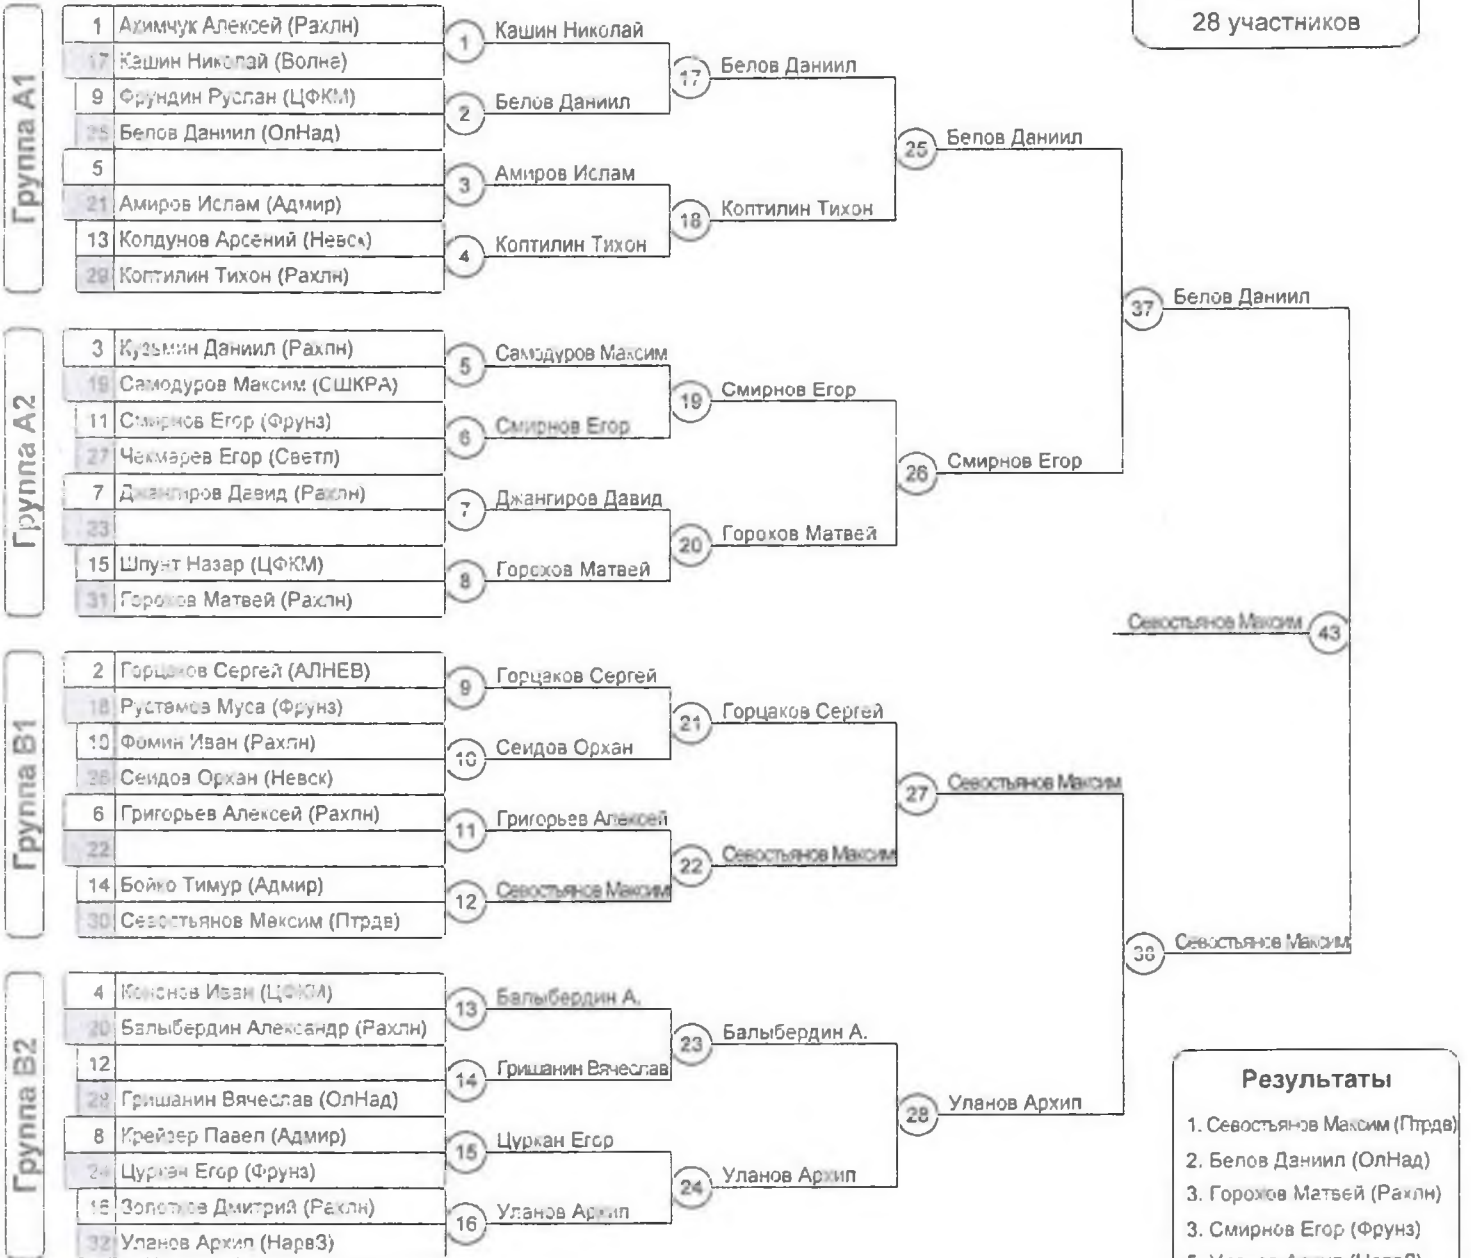 28 участников
Группа A1
1 Ахимчук Алексей (Рахлн)
17 Кашин Николай (Волна)
9 Фрундин Руслан (ЦФКМ)
Белов Даниил (ОлНад)
5
21 Амиров Ислам (Адмир)
13 Колдунов Арсений (Невск)
29 Коптилин Тихон (Рахлн)
1 Кашин Николай
2 Белов Даниил
3 Амиров Ислам
4 Коптилин Тихон
17 Белов Даниил
18 Коптилин Тихон
25 Белов Даниил
Группа A2
3 Кузьмин Даниил (Рахлн)
19 Самодуров Максим (СШКРА)
11 Смирнов Егор (Фрунз)
27 Чекмарев Егор (Светл)
7 Джангиров Давид (Рахлн)
23
15 Шпунт Назар (ЦФКМ)
31 Горохов Матвей (Рахлн)
5 Самодуров Максим
6 Смирнов Егор
7 Джангиров Давид
8 Горохов Матвей
19 Смирнов Егор
20 Горохов Матвей
26 Смирнов Егор
37 Белов Даниил
Севостьянов Максим 43
Группа B1
2 Горцаков Сергей (АЛНЕВ)
18 Рустамов Муса (Фрунз)
10 Фомин Иван (Рахлн)
Сеидов Орхан (Невск)
6 Григорьев Алексей (Рахлн)
22
14 Бойко Тимур (Адмир)
30 Севостьянов Максим (Птрдв)
9 Горцаков Сергей
10 Сеидов Орхан
11 Григорьев Алексей
12 Севостьянов Максим
21 Горцаков Сергей
22 Севостьянов Максим
27 Севостьянов Максим
Группа B2
4 Кононов Иван (ЦФКМ)
20 Балыбердин Александр (Рахлн)
12
Гришанин Вячеслав (ОлНад)
8 Крейзер Павел (Адмир)
24 Цуркан Егор (Фрунз)
16 Золотков Дмитрий (Рахлн)
32 Уланов Архип (НарвЗ)
13 Балыбердин А.
14 Гришанин Вячеслав
15 Цуркан Егор
16 Уланов Архип
23 Балыбердин А.
24 Уланов Архип
28 Уланов Архип
38 Севостьянов Максим
Результаты
1. Севостьянов Максим (Птрдв)
2. Белов Даниил (ОлНад)
3. Горохов Матвей (Рахлн)
3. Смирнов Егор (Фрунз)